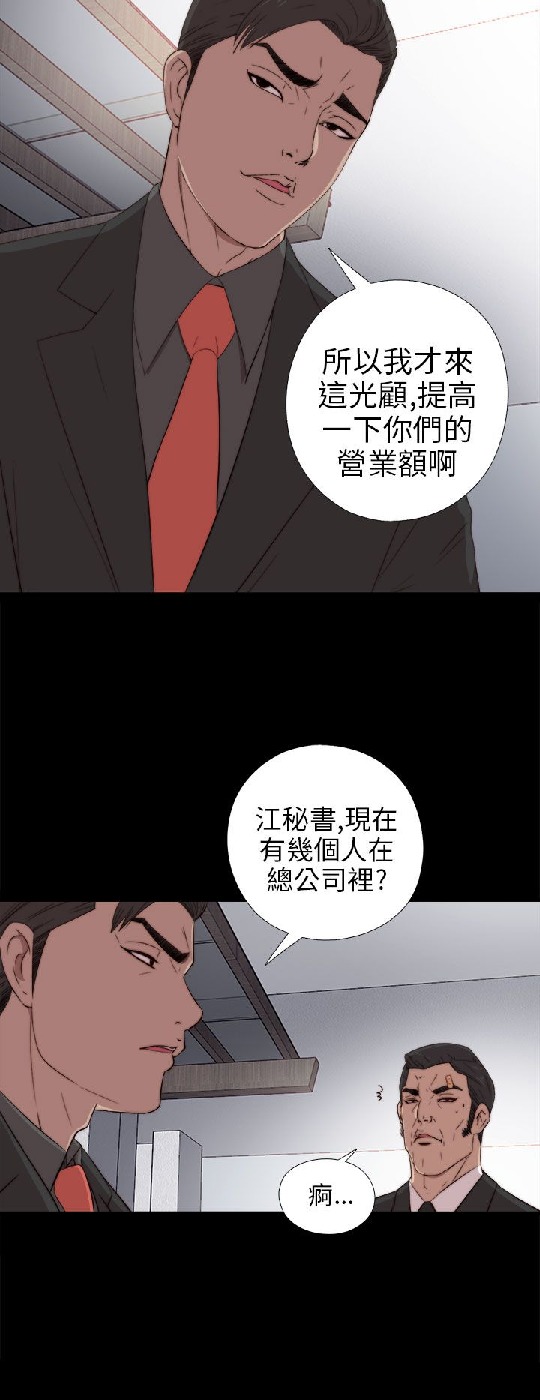 所以我才來
這光顧,提高
一下你們的
營業額啊
江秘書,現在
有幾個人在
總公司裡?
痾...